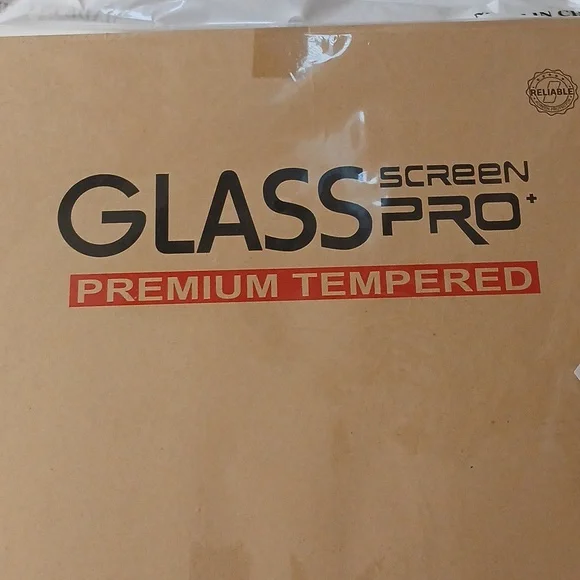 RELIABLE
GLASS SCREEN
PRO+
PREMIUM TEMPERED